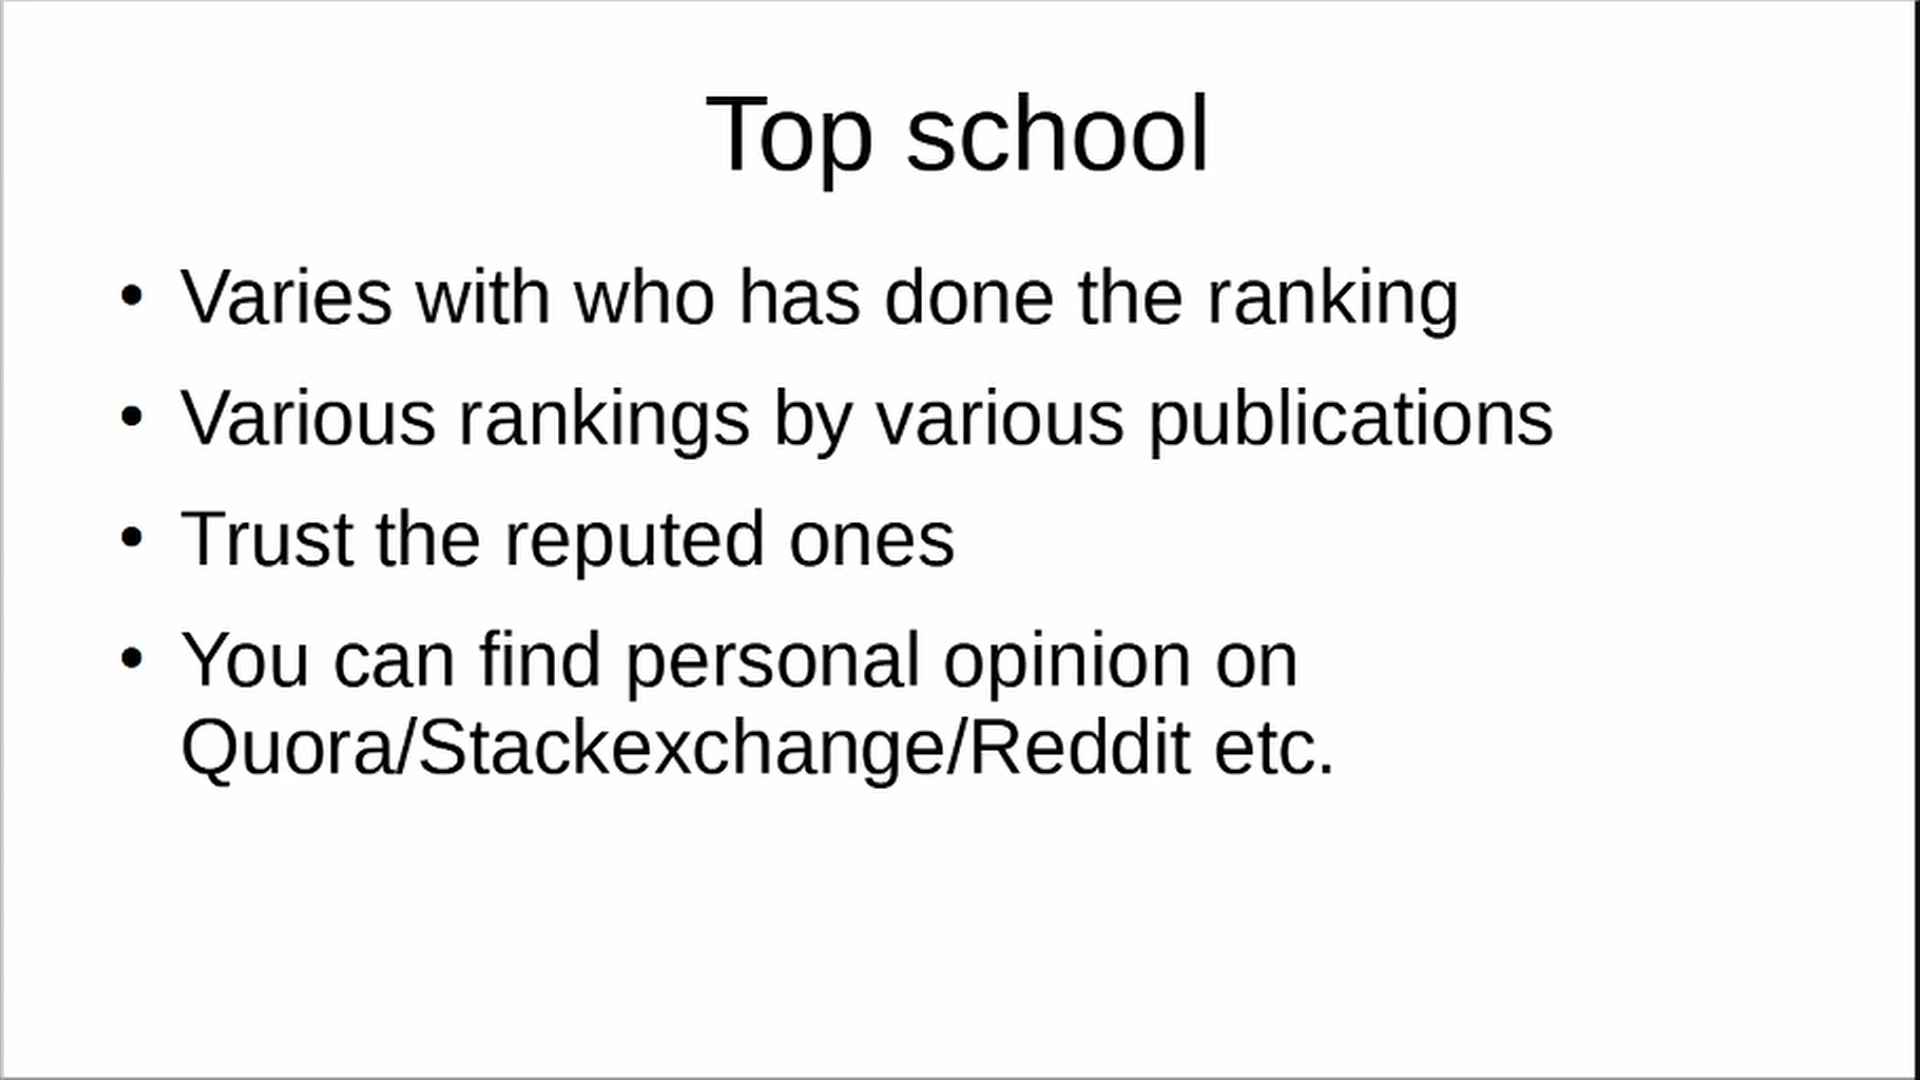 Top school
• Varies with who has done the ranking
• Various rankings by various publications
• Trust the reputed ones
• You can find personal opinion on
Quora/Stackexchange/Reddit etc.